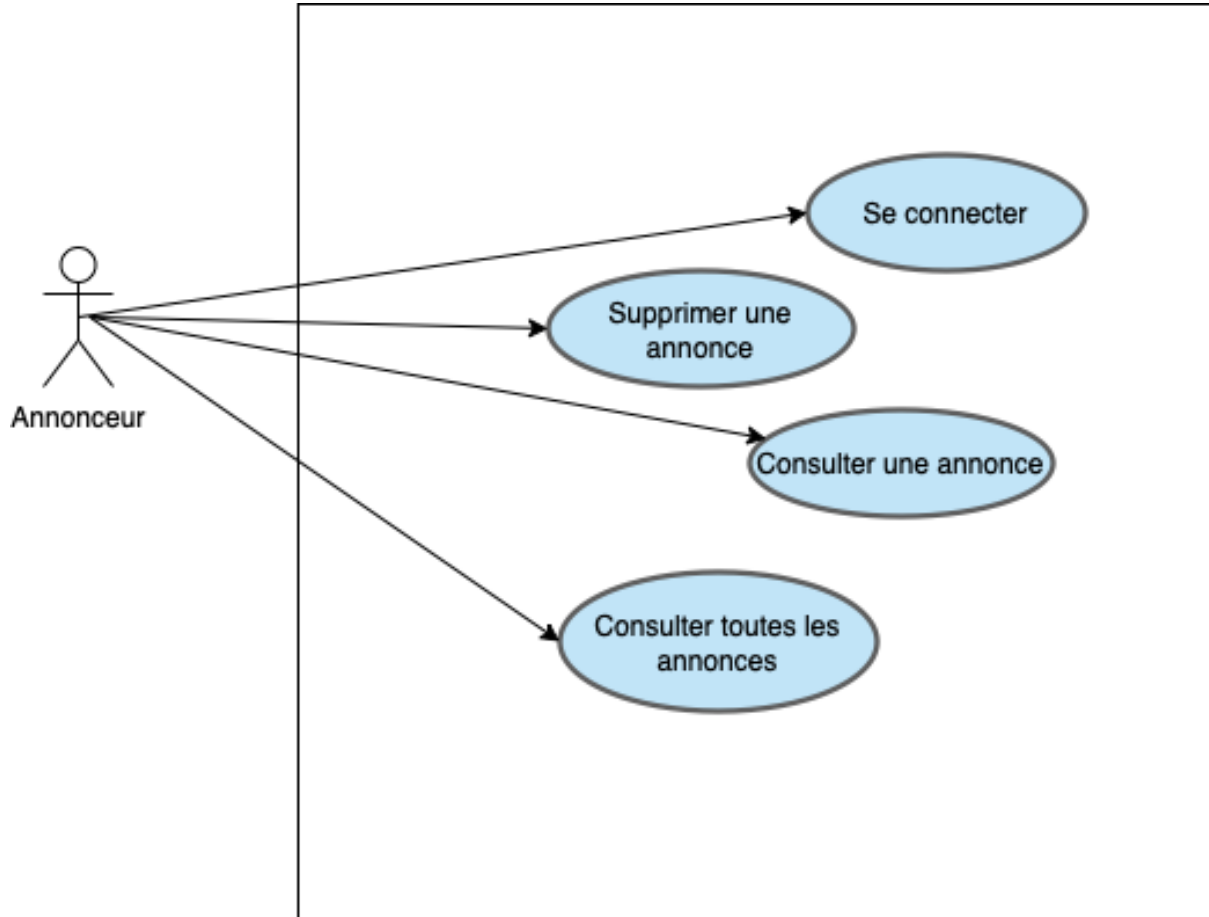 Se connecter
Supprimer une
annonce
Annonceur
Consulter une annonce
Consulter toutes les
annonces